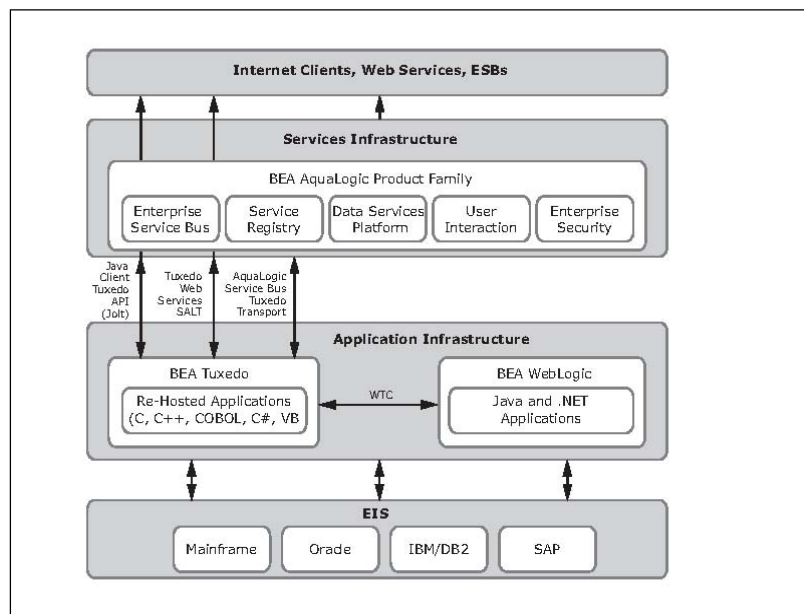 Internet Clients, Web Services, ESBs
Services Infrastructure
BEA AquaLogic Product Family
Enterprise
Service Bus
Service
Registry
Data Services
Platform
User
Interaction
Enterprise
Security
Java
Client
Tuxedo
API
(Jolt)
Tuxedo
Web
Services
SALT
AquaLogic
Service Bus
Tuxedo
Transport
Application Infrastructure
BEA Tuxedo
Re-Hosted Applications
(C, C++, COBOL, C#, VB
WTC
BEA WebLogic
Java and .NET
Applications
EIS
Mainframe
Oracle
IBM/DB2
SAP